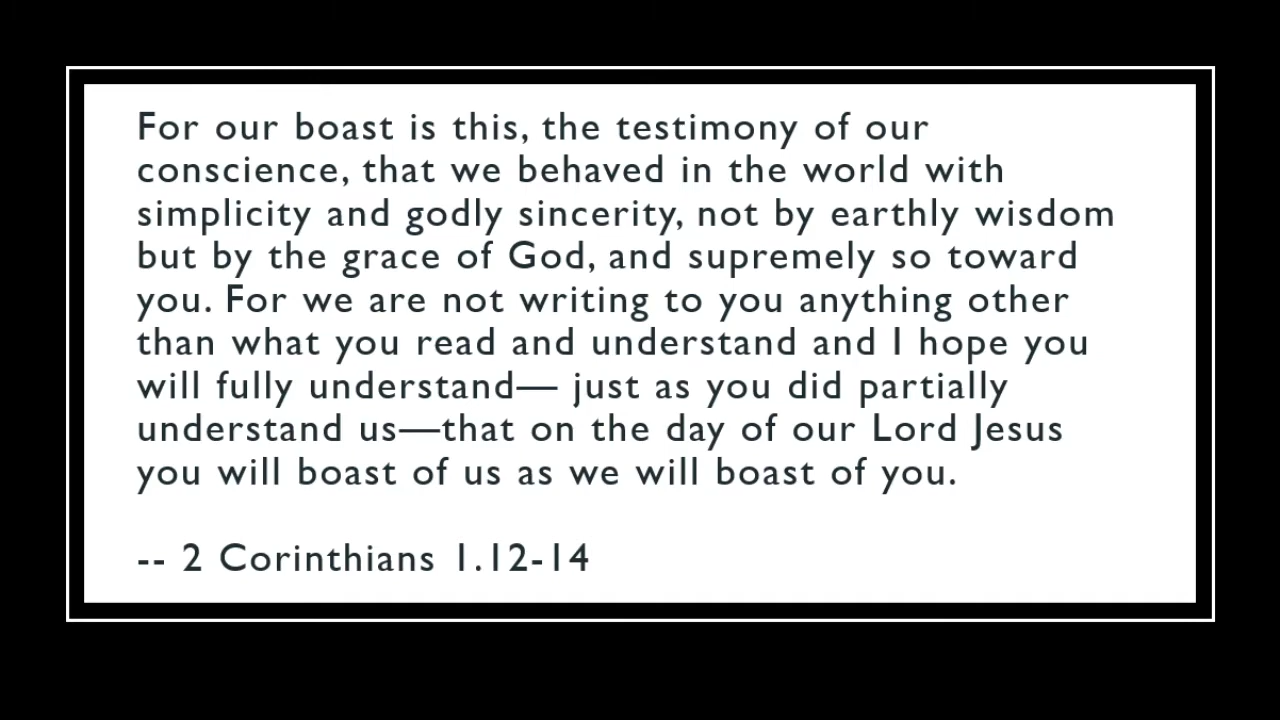 For our boast is this, the testimony of our
conscience, that we behaved in the world with
simplicity and godly sincerity, not by earthly wisdom
but by the grace of God, and supremely so toward
you. For we are not writing to you anything other
than what you read and understand and I hope you
will fully understand— just as you did partially
understand us—that on the day of our Lord Jesus
you will boast of us as we will boast of you.
-- 2 Corinthians 1.12-14